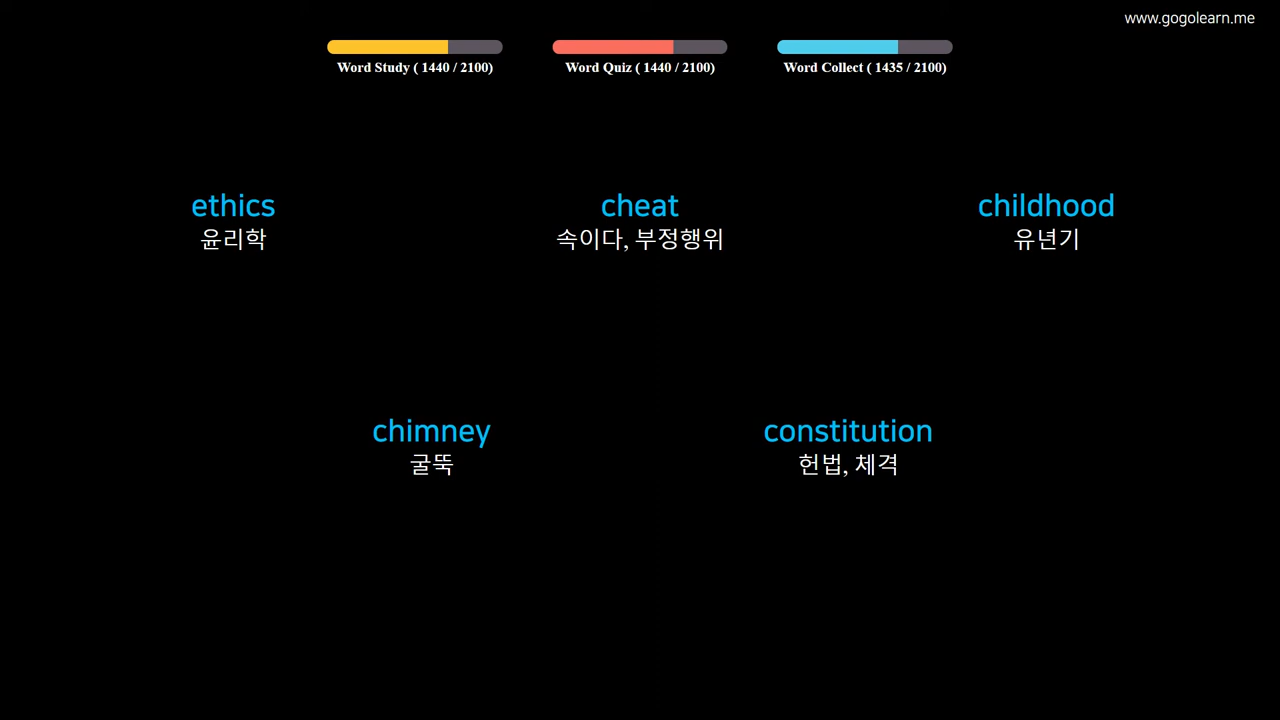 www.gogolearn.me
Word Study ( 1440 / 2100) Word Quiz ( 1440 / 2100) Word Collect ( 1435 / 2100)
ethics cheat childhood
윤리학 속이다, 부정행위 유년기
chimney constitution
굴뚝 헌법, 체격